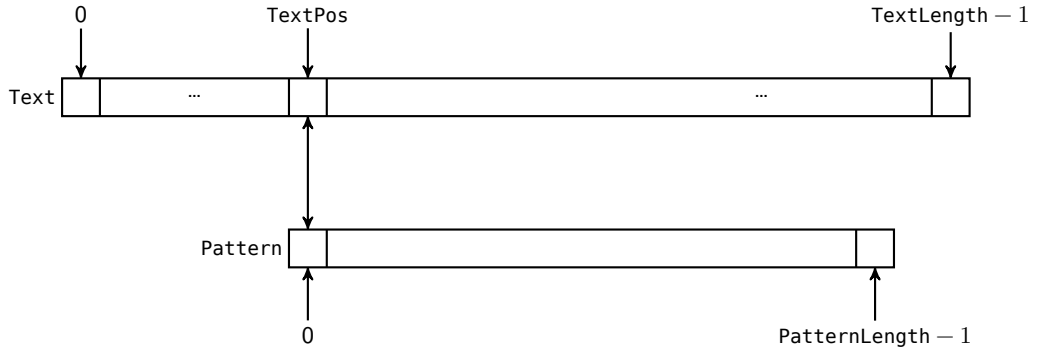 0 TextPos TextLength − 1
Text ... ...
Pattern
0 PatternLength − 1